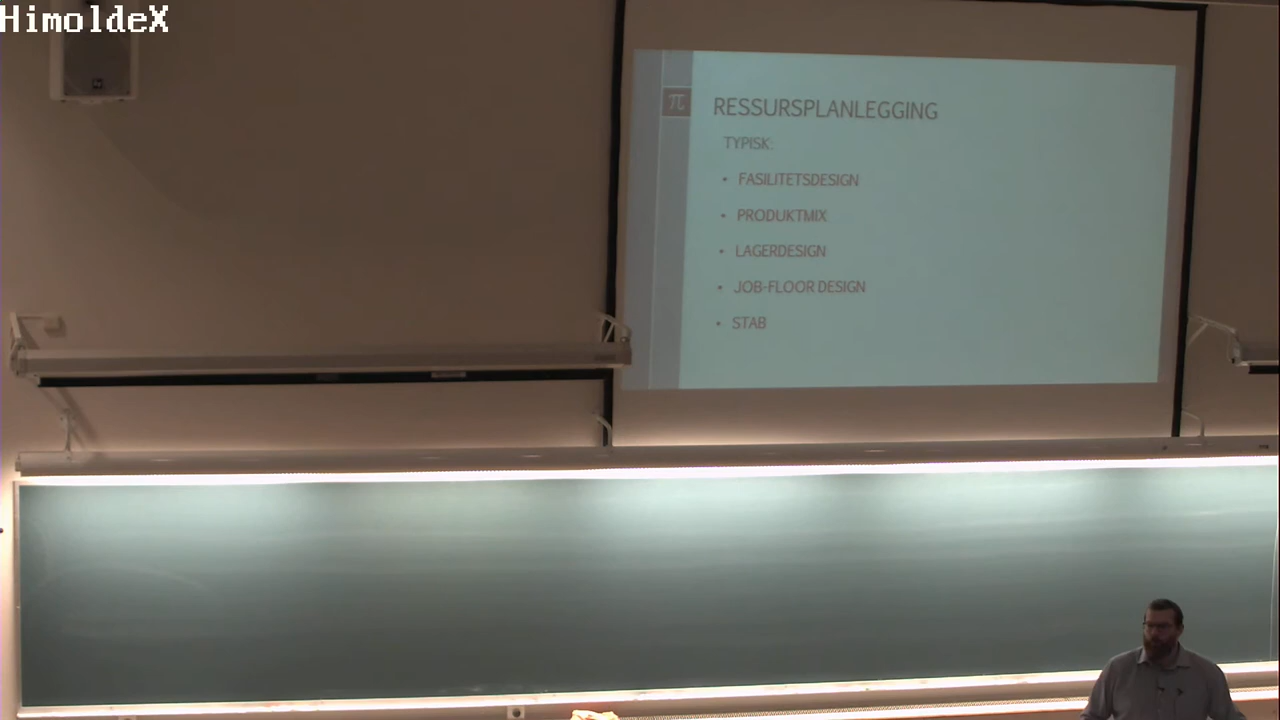 HimoldeX
π
RESSURSPLANLEGGING
TYPISK:
• FASILITETSDESIGN
• PRODUKTMIX
• LAGERDESIGN
• JOB-FLOOR DESIGN
• STAB